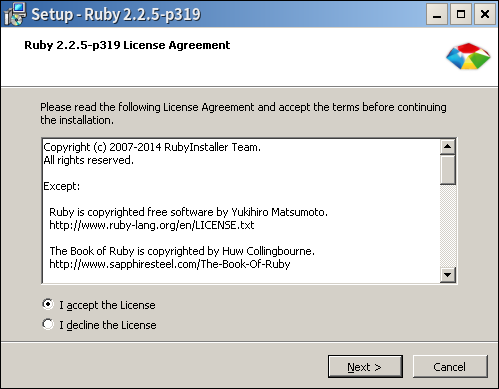 Setup - Ruby 2.2.5-p319
Ruby 2.2.5-p319 License Agreement
Please read the following License Agreement and accept the terms before continuing
the installation.
Copyright (c) 2007-2014 RubyInstaller Team.
All rights reserved.
Except:
Ruby is copyrighted free software by Yukihiro Matsumoto.
http://www.ruby-lang.org/en/LICENSE.txt
The Book of Ruby is copyrighted by Huw Collingbourne.
http://www.sapphiresteel.com/The-Book-Of-Ruby
I accept the License
I decline the License
Next >
Cancel